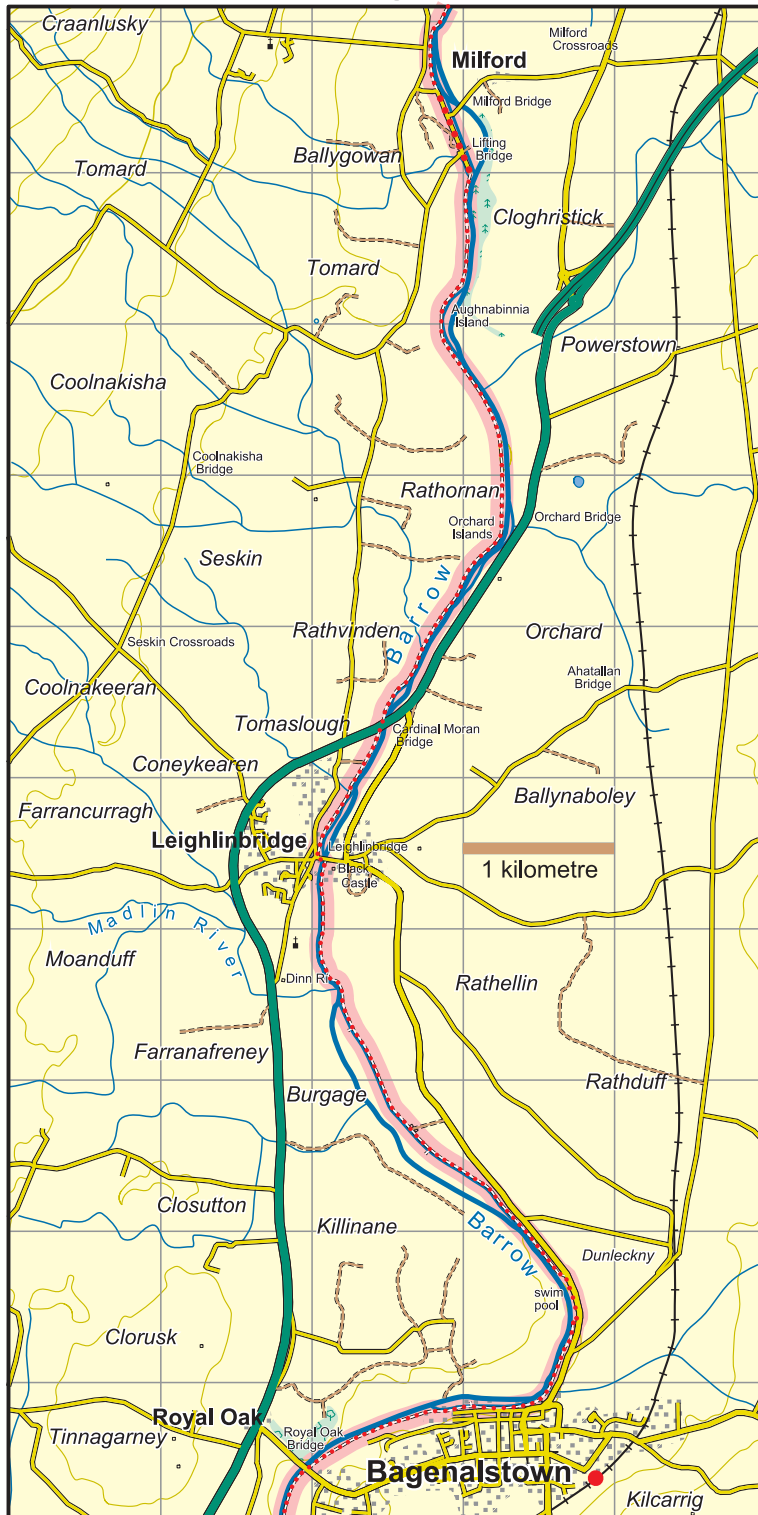 Craanlusky
Milford
Crossroads
Milford
Milford Bridge
Lifting
Bridge
Ballygowan
Tomard
Cloghristick
Tomard
Aughnabinnia
Island
Powerstown
Coolnakisha
Coolnakisha
Bridge
Rathornan
Orchard
Islands
Orchard Bridge
Seskin
Barrow
Rathvinden
Orchard
Seskin Crossroads
Ahatallan
Bridge
Coolnakeeran
Tomaslough
Cardinal Moran
Bridge
Coneykearen
Ballynaboley
Farrancurragh
Leighlinbridge
Leighlinbridge
Black
Castle
1 kilometre
Madlin River
Moanduff
Dinn Ri
Rathellin
Farranafreney
Rathduff
Burgage
Closutton
Killinane
Barrow
Dunleckny
swim
pool
Clorusk
Royal Oak
Royal Oak
Bridge
Tinnagarney
Bagenalstown
Kilcarrig